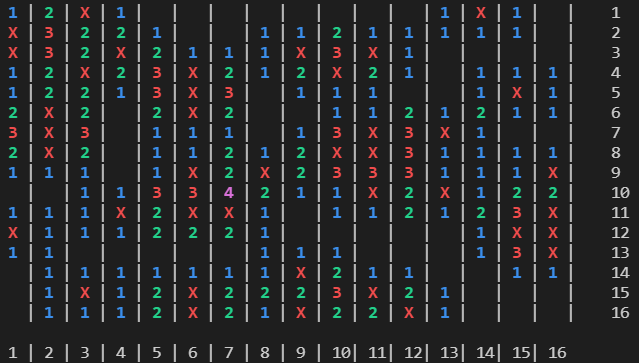 1 | 2 | X | 1 |   |   |   |   |   |   |   |   | 1 | X | 1 |   | 1
X | 3 | 2 | 2 | 1 |   |   | 1 | 1 | 2 | 1 | 1 | 1 | 1 | 1 |   | 2
X | 3 | 2 | X | 2 | 1 | 1 | 1 | X | 3 | X | 1 |   |   |   |   | 3
1 | 2 | X | 2 | 3 | X | 2 | 1 | 2 | X | 2 | 1 |   | 1 | 1 | 1 | 4
1 | 2 | 2 | 1 | 3 | X | 3 |   | 1 | 1 | 1 |   |   | 1 | X | 1 | 5
2 | X | 2 |   | 2 | X | 2 |   |   | 1 | 1 | 2 | 1 | 2 | 1 | 1 | 6
3 | X | 3 |   | 1 | 1 | 1 |   | 1 | 3 | X | 3 | X | 1 |   |   | 7
2 | X | 2 |   | 1 | 1 | 2 | 1 | 2 | X | X | 3 | 1 | 1 | 1 | 1 | 8
1 | 1 | 1 |   | 1 | X | 2 | X | 2 | 3 | 3 | 3 | 1 | 1 | 1 | X | 9
  |   | 1 | 1 | 3 | 3 | 4 | 2 | 1 | 1 | X | 2 | X | 1 | 2 | 2 | 10
1 | 1 | 1 | X | 2 | X | X | 1 |   | 1 | 1 | 2 | 1 | 2 | 3 | X | 11
X | 1 | 1 | 1 | 2 | 2 | 2 | 1 |   |   |   |   |   | 1 | X | X | 12
1 | 1 |   |   |   |   |   | 1 | 1 | 1 |   |   |   | 1 | 3 | X | 13
  | 1 | 1 | 1 | 1 | 1 | 1 | 1 | X | 2 | 1 | 1 |   |   | 1 | 1 | 14
  | 1 | X | 1 | 2 | X | 2 | 2 | 2 | 3 | X | 2 | 1 |   |   |   | 15
  | 1 | 1 | 1 | 2 | X | 2 | 1 | X | 2 | 2 | X | 1 |   |   |   | 16
1 | 2 | 3 | 4 | 5 | 6 | 7 | 8 | 9 | 10| 11| 12| 13| 14| 15| 16